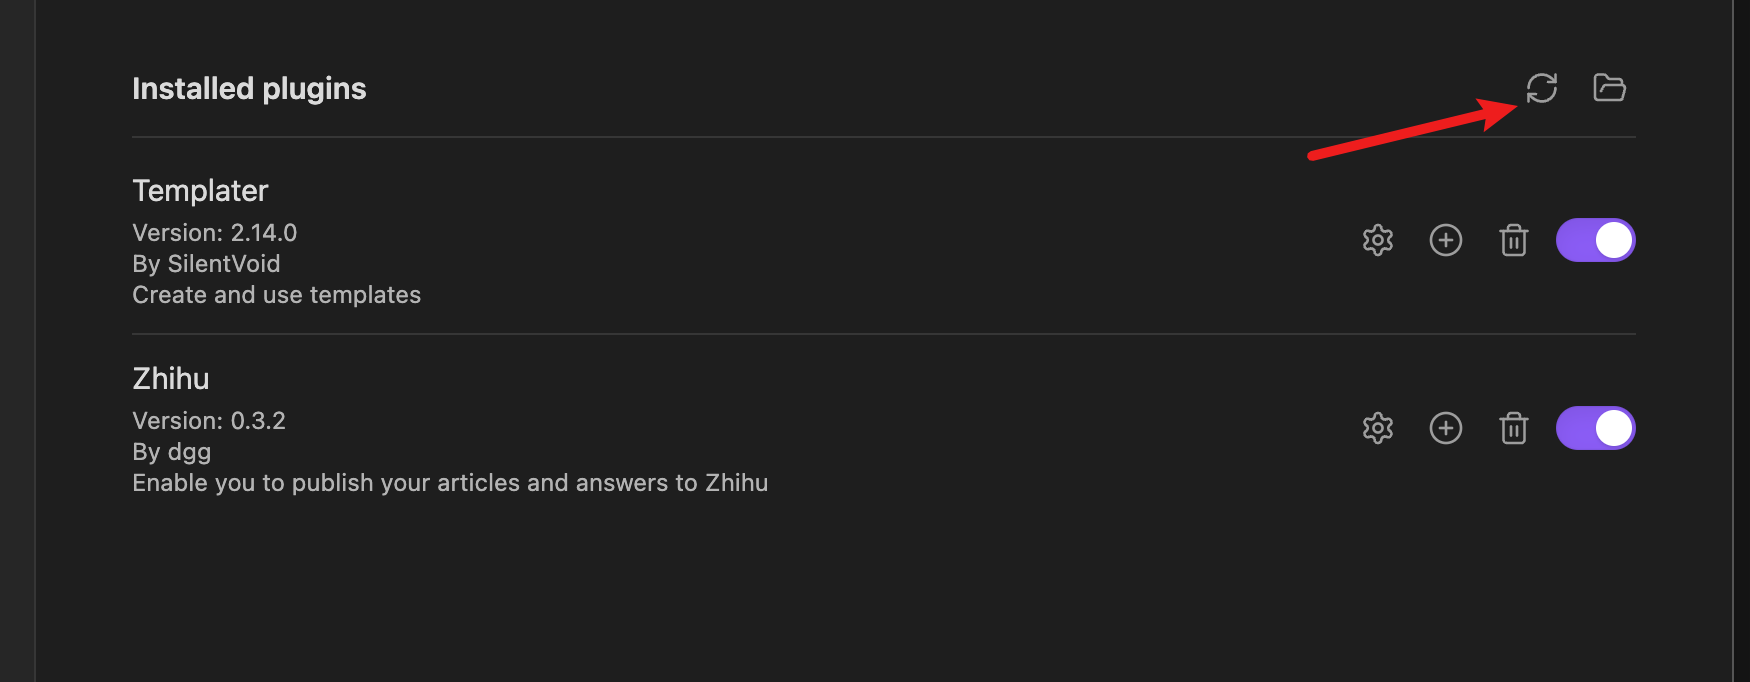 Installed plugins
Templater
Version: 2.14.0
By SilentVoid
Create and use templates
Zhihu
Version: 0.3.2
By dgg
Enable you to publish your articles and answers to Zhihu